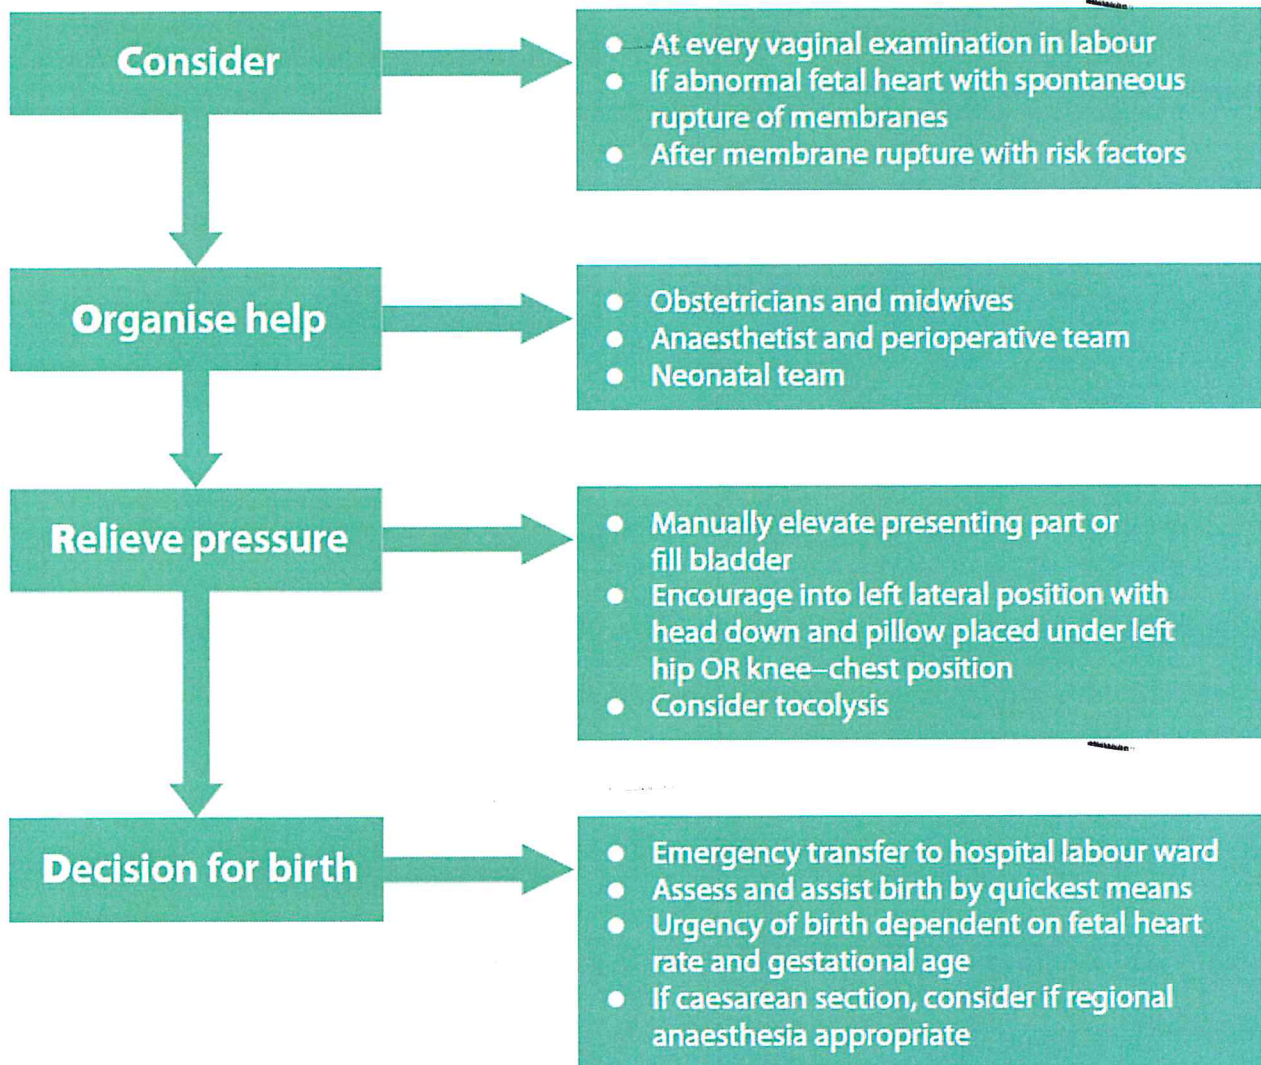 Consider
● At every vaginal examination in labour
● If abnormal fetal heart with spontaneous
rupture of membranes
● After membrane rupture with risk factors
Organise help
● Obstetricians and midwives
● Anaesthetist and perioperative team
● Neonatal team
Relieve pressure
● Manually elevate presenting part or
fill bladder
● Encourage into left lateral position with
head down and pillow placed under left
hip OR knee–chest position
● Consider tocolysis
Decision for birth
● Emergency transfer to hospital labour ward
● Assess and assist birth by quickest means
● Urgency of birth dependent on fetal heart
rate and gestational age
● If caesarean section, consider if regional
anaesthesia appropriate